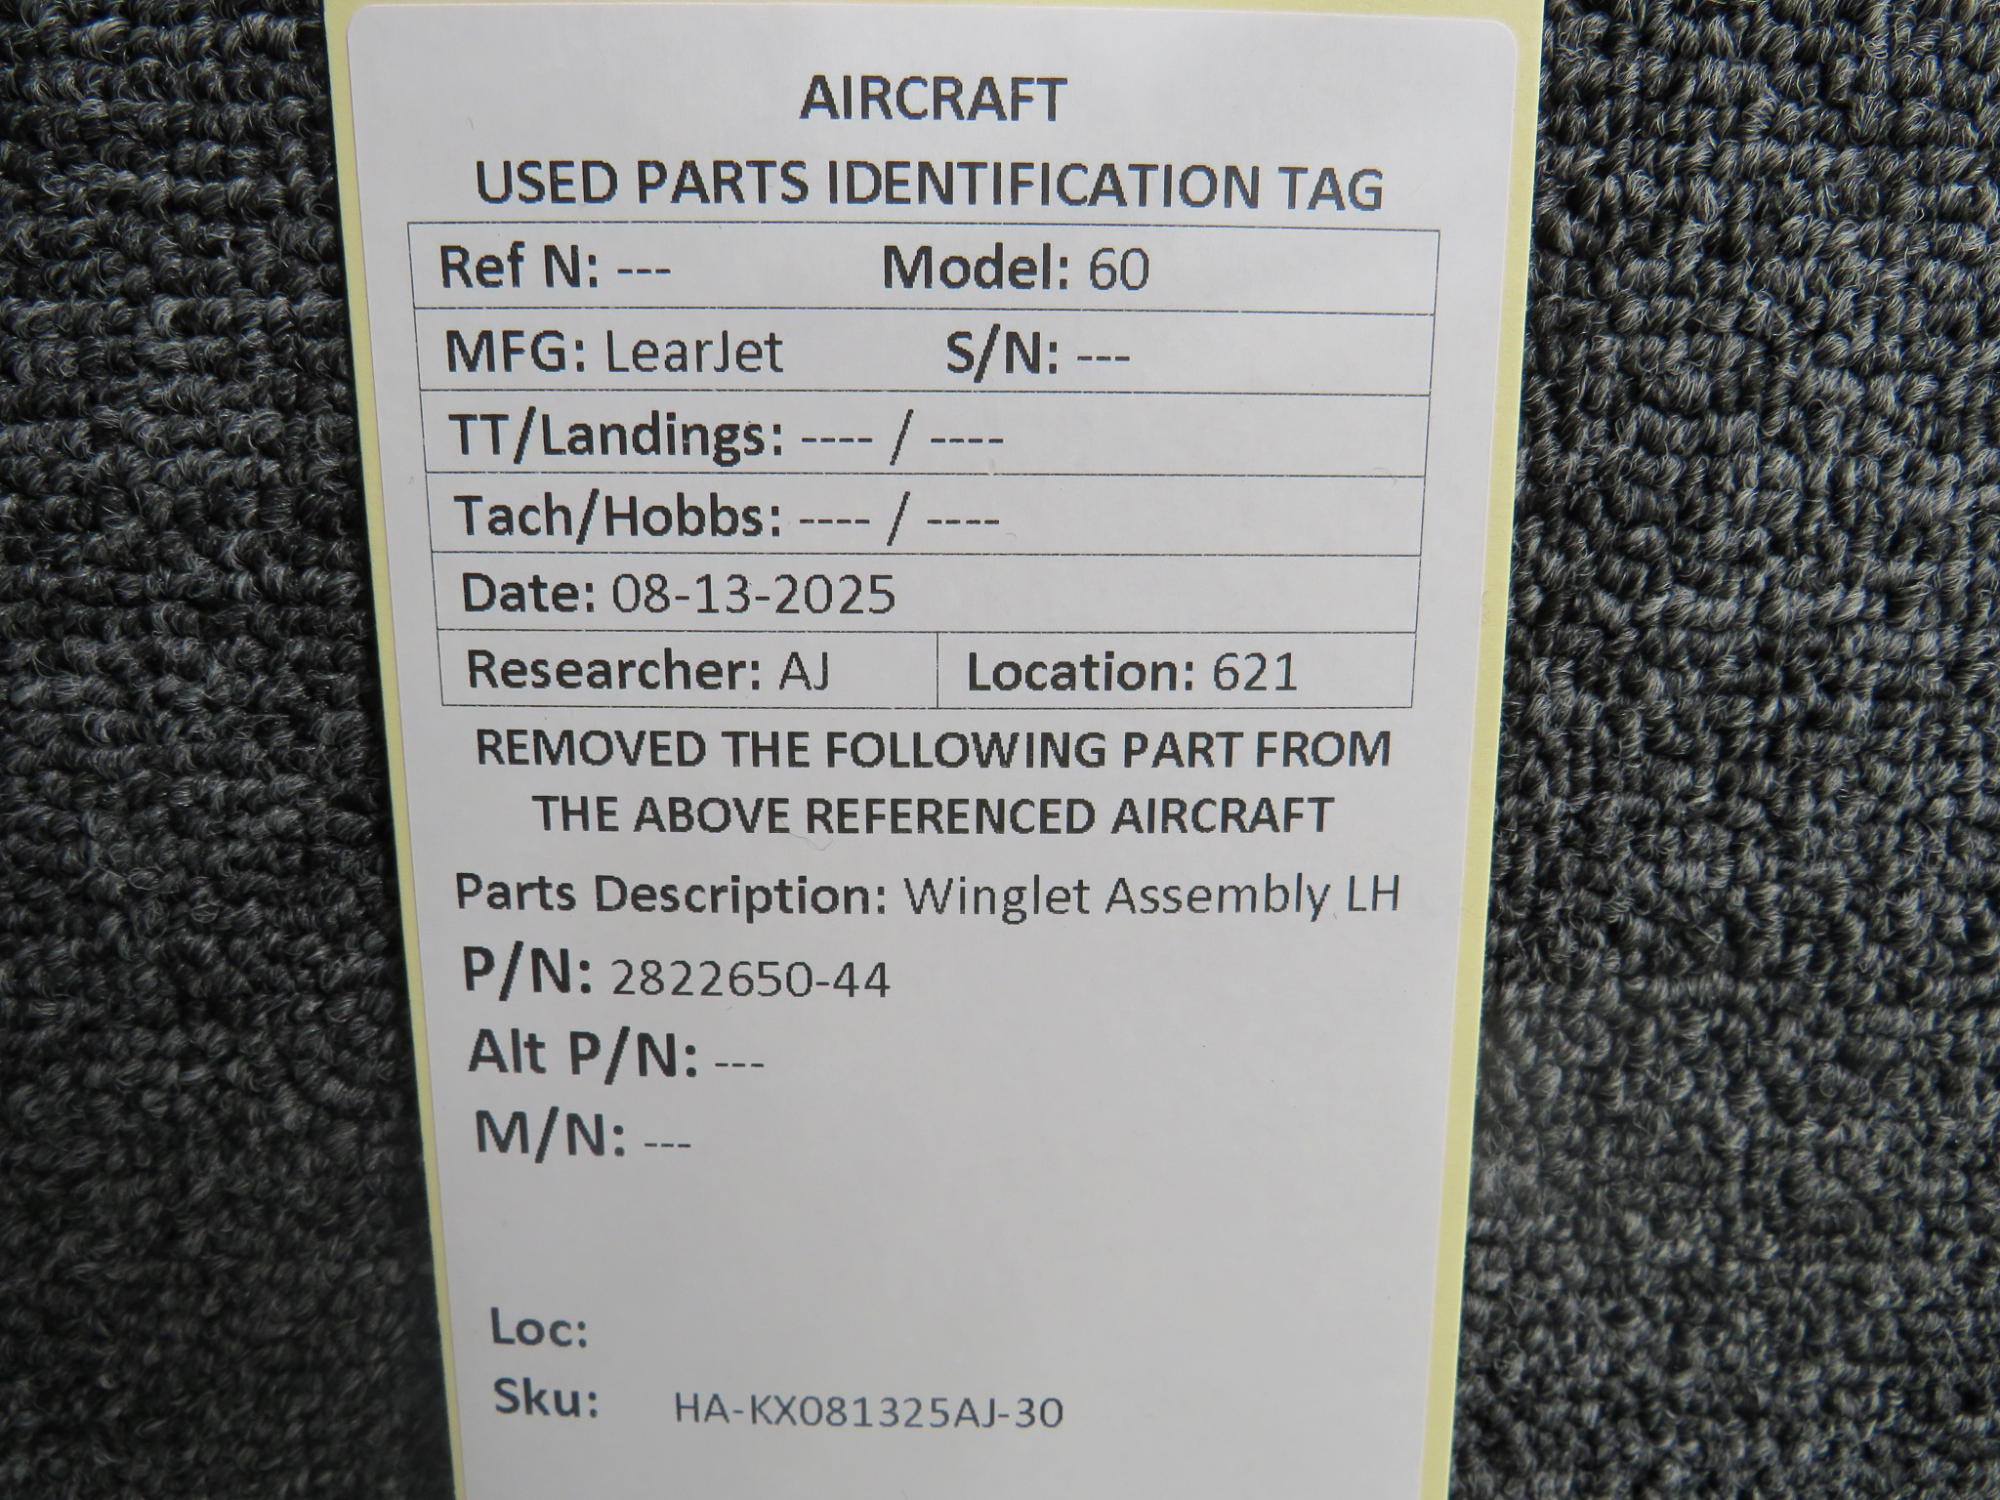 AIRCRAFT
USED PARTS IDENTIFICATION TAG
Ref N: --- Model: 60
MFG: LearJet S/N: ---
TT/Landings: ---- / ----
Tach/Hobbs: ---- / ----
Date: 08-13-2025
Researcher: AJ Location: 621
REMOVED THE FOLLOWING PART FROM
THE ABOVE REFERENCED AIRCRAFT
Parts Description: Winglet Assembly LH
P/N: 2822650-44
Alt P/N: ---
M/N: ---
Loc:
Sku: HA-KX081325AJ-30